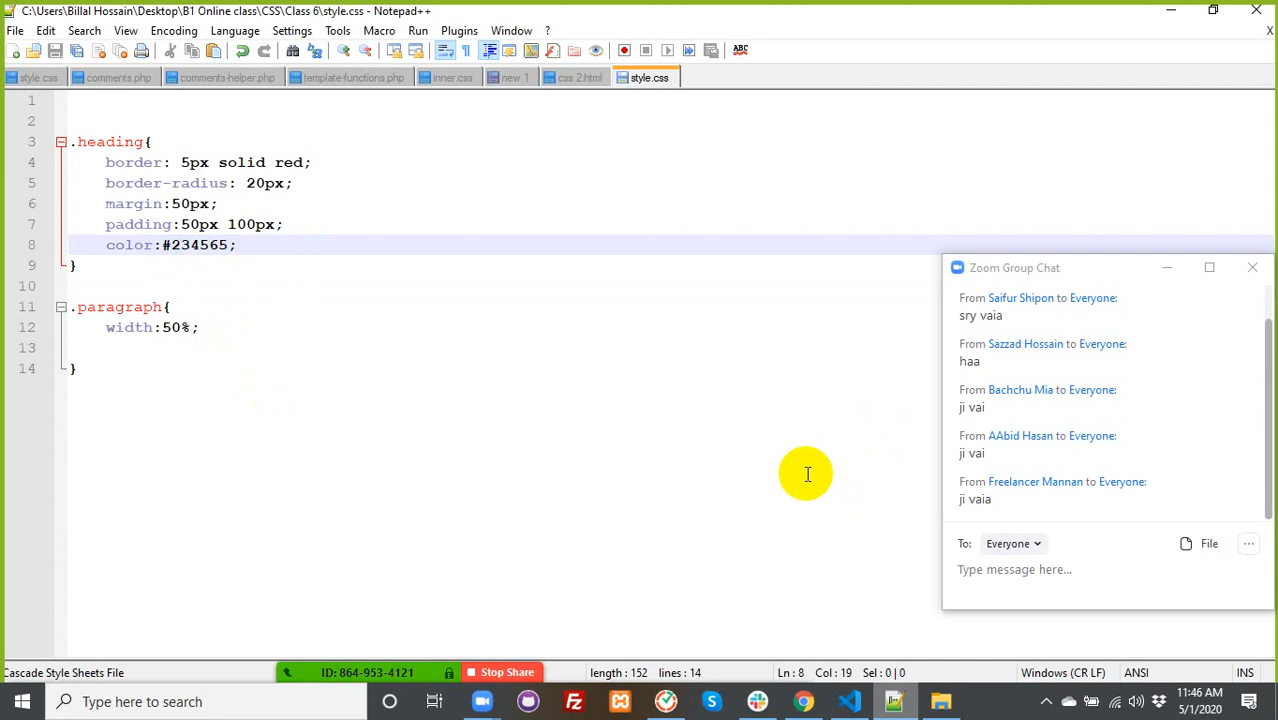 C:\Users\Billal Hossain\Desktop\B1 Online class\CSS\Class 6\style.css - Notepad++
File Edit Search View Encoding Language Settings Tools Macro Run Plugins Window ? X
ABC
style.css comments.php comments-helper.php template-functions.php inner.css new 1 css 2.html style.css
1
2
3 .heading{
4 border: 5px solid red;
5 border-radius: 20px;
6 margin:50px;
7 padding:50px 100px;
8 color:#234565;
9 }
10
11 .paragraph{
12 width:50%;
13
14 }
Zoom Group Chat
From Saifur Shipon to Everyone:
sry vaia
From Sazzad Hossain to Everyone:
haa
From Bachchu Mia to Everyone:
ji vai
From AAbid Hasan to Everyone:
ji vai
From Freelancer Mannan to Everyone:
ji vaia
To: Everyone File ...
Type message here...
Cascade Style Sheets File ID: 864-953-4121 Stop Share length : 152 lines : 14 Ln : 8 Col : 19 Sel : 0 | 0 Windows (CR LF) ANSI INS
Type here to search
11:46 AM
5/1/2020